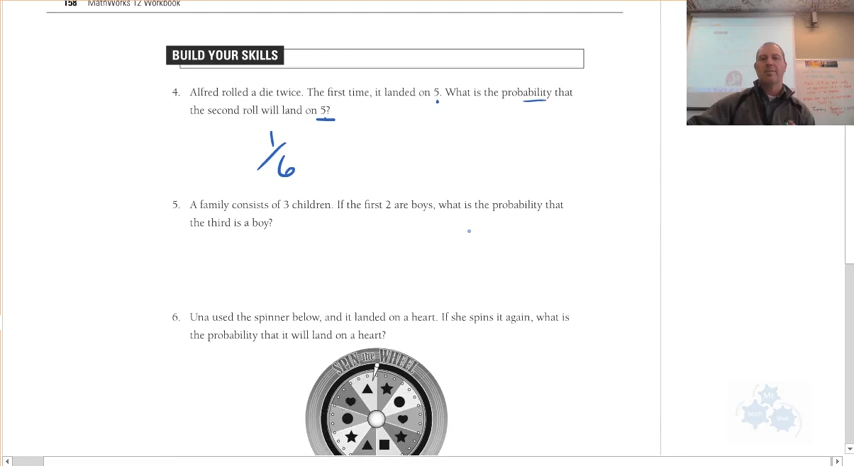 158 MathWorks 12 Workbook
BUILD YOUR SKILLS
4. Alfred rolled a die twice. The first time, it landed on 5. What is the probability that
the second roll will land on 5?
1/6
5. A family consists of 3 children. If the first 2 are boys, what is the probability that
the third is a boy?
6. Una used the spinner below, and it landed on a heart. If she spins it again, what is
the probability that it will land on a heart?
SPIN the WHEEL